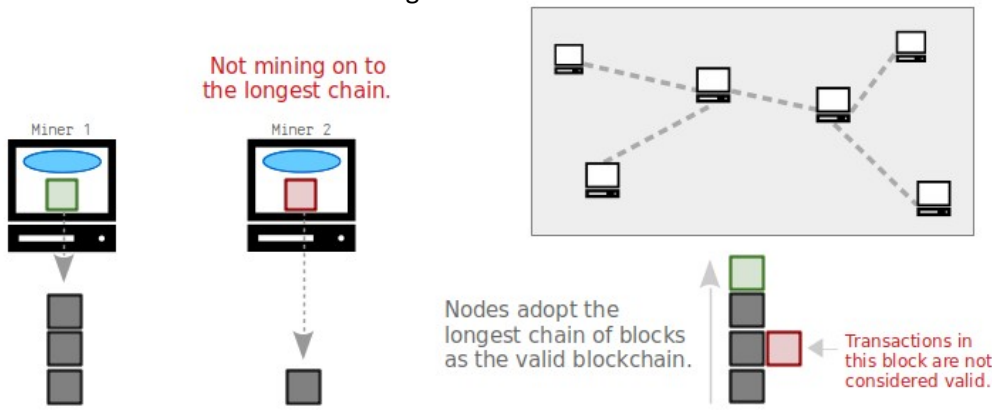 Not mining on to
the longest chain.
Miner 1
Miner 2
Nodes adopt the
longest chain of blocks
as the valid blockchain.
Transactions in
this block are not
considered valid.